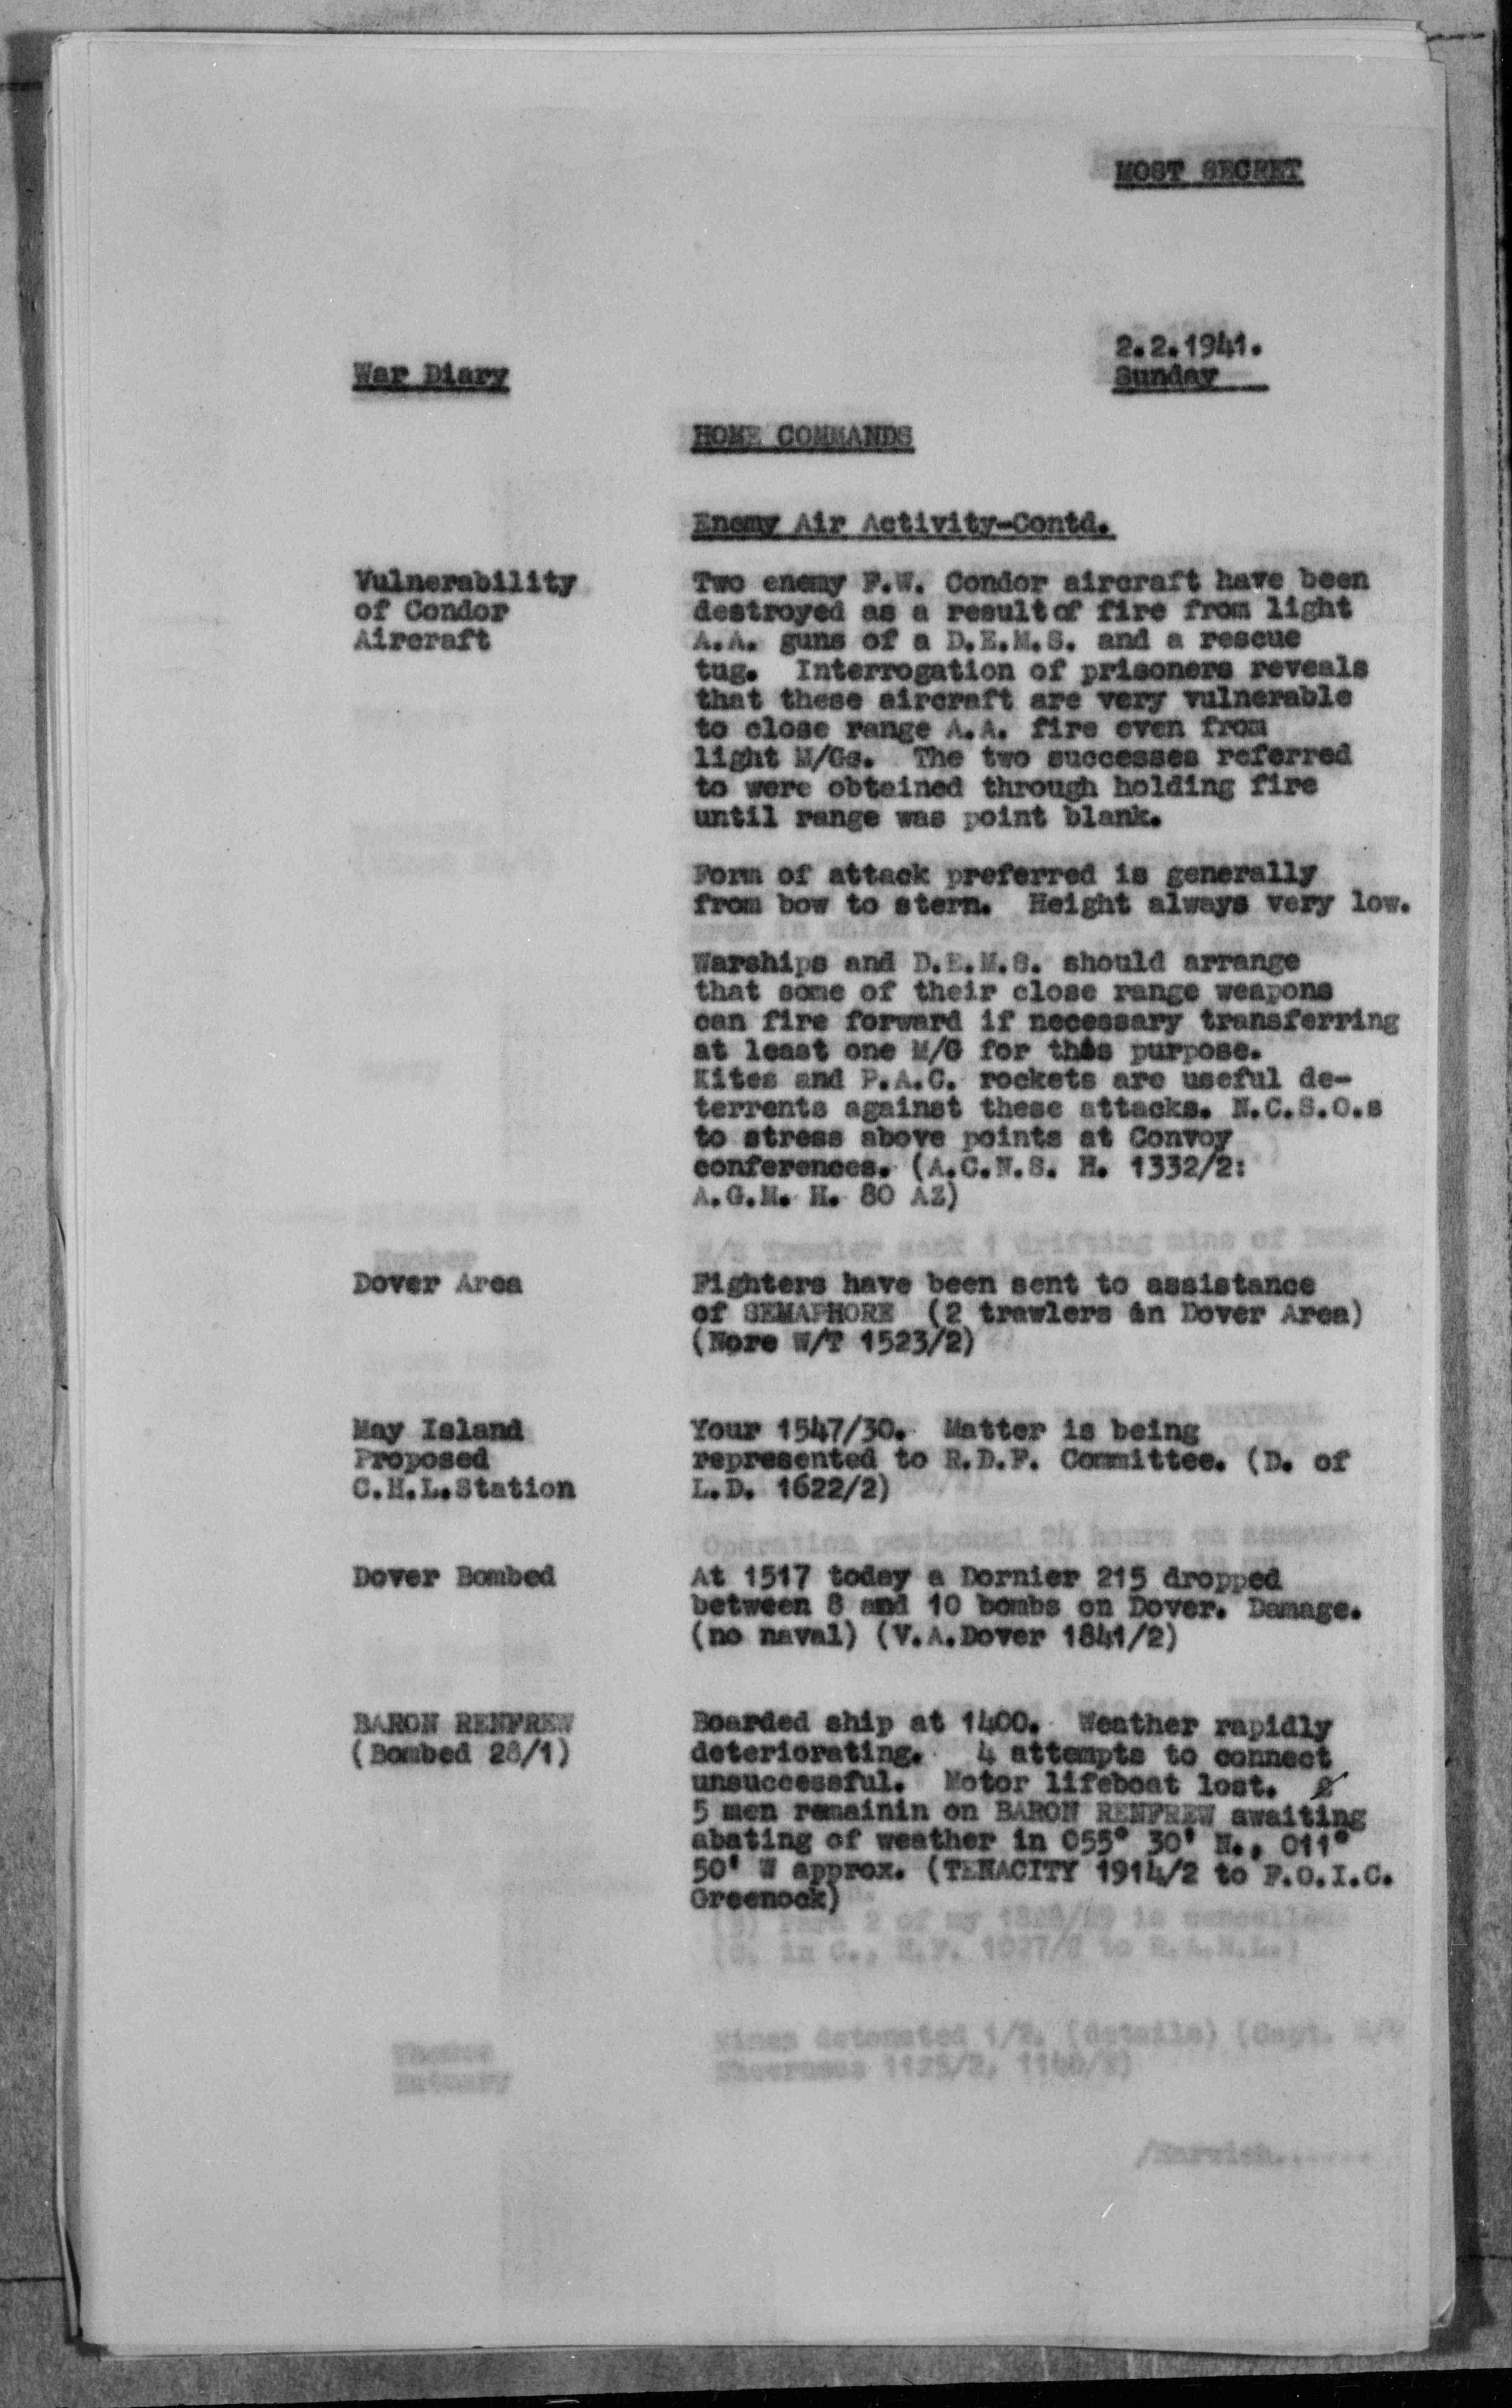 MOST SECRET
2.2.1941.
War Diary
Sunday
HOME COMMANDS
Enemy Air Activity-Contd.
Vulnerability
of Condor
Aircraft
Two enemy F.W. Condor aircraft have been
destroyed as a result of fire from light
A.A. guns of a D.E.M.S. and a rescue
tug. Interrogation of prisoners reveals
that these aircraft are very vulnerable
to close range A.A. fire even from
light M/Gs. The two successes referred
to were obtained through holding fire
until range was point blank.
Form of attack preferred is generally
from bow to stern. Height always very low.
Warships and D.E.M.S. should arrange
that some of their close range weapons
can fire forward if necessary transferring
at least one M/G for this purpose.
Kites and P.A.C. rockets are useful de-
terrents against these attacks. N.C.S.O.s
to stress above points at Convoy
conferences. (A.C.N.S. H. 1332/2:
A.G.M. H. 80 AZ)
Dover Area
Fighters have been sent to assistance
of SEMAPHORE (2 trawlers in Dover Area)
(Nore W/T 1523/2)
May Island
Proposed
C.H.L.Station
Your 1547/30. Matter is being
represented to R.D.F. Committee. (D. of
L.D. 1622/2)
Dover Bombed
At 1517 today a Dornier 215 dropped
between 8 and 10 bombs on Dover. Damage.
(no naval) (V.A.Dover 1841/2)
BARON RENFREW
(Bombed 28/1)
Boarded ship at 1400. Weather rapidly
deteriorating. 4 attempts to connect
unsuccessful. Motor lifeboat lost.
5 men remainin on BARON RENFREW awaiting
abating of weather in 055° 30' N., 011°
50' W approx. (TENACITY 1914/2 to F.O.I.C.
Greenock)